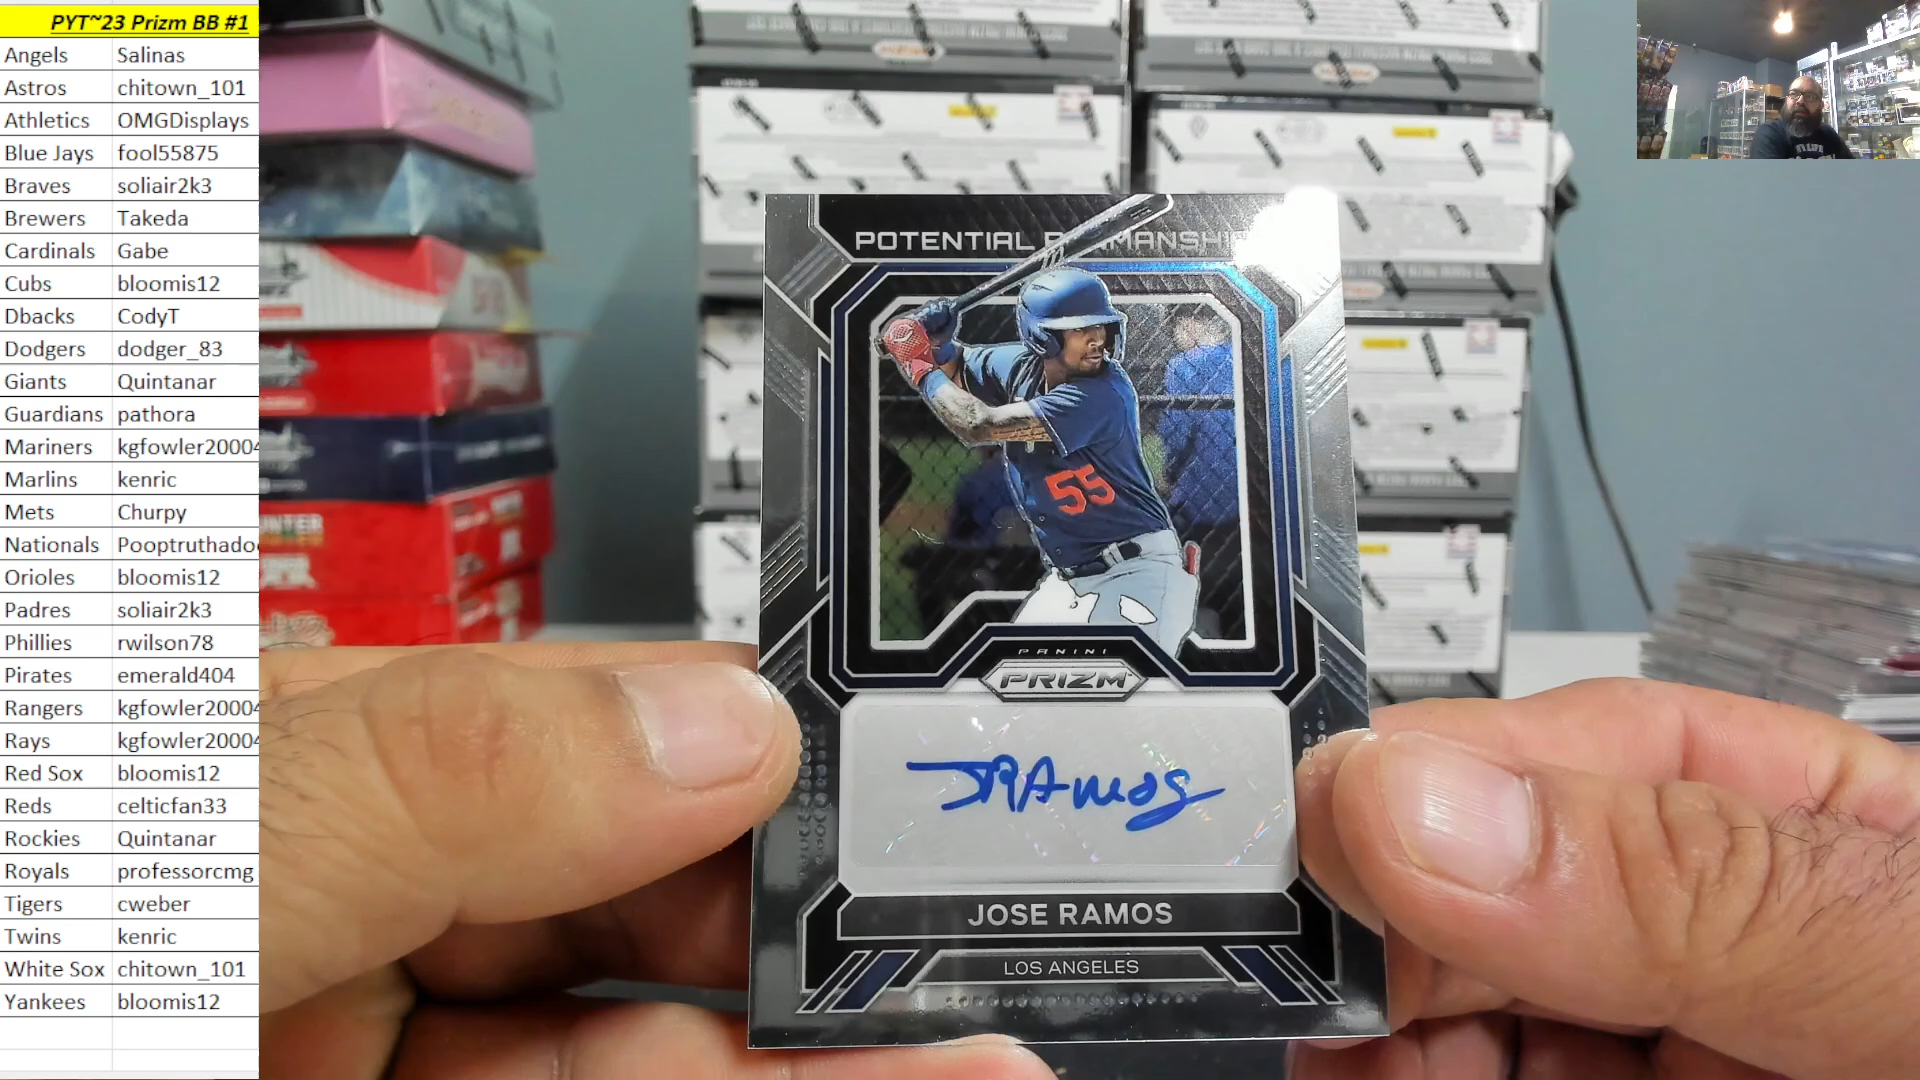 PYT~23 Prizm BB #1
Angels Salinas
Astros chitown_101
Athletics OMGDisplays
Blue Jays fool55875
Braves soliair2k3
Brewers Takeda
Cardinals Gabe
Cubs bloomis12
Dbacks CodyT
Dodgers dodger_83
Giants Quintanar
Guardians pathora
Mariners kgfowler20004
Marlins kenric
Mets Churpy
Nationals Pooptruthado
Orioles bloomis12
Padres soliair2k3
Phillies rwilson78
Pirates emerald404
Rangers kgfowler20004
Rays kgfowler20004
Red Sox bloomis12
Reds celticfan33
Rockies Quintanar
Royals professorcmg
Tigers cweber
Twins kenric
White Sox chitown_101
Yankees bloomis12
POTENTIAL
55
PANINI
PRIZM
JRAmos
JOSE RAMOS
LOS ANGELES